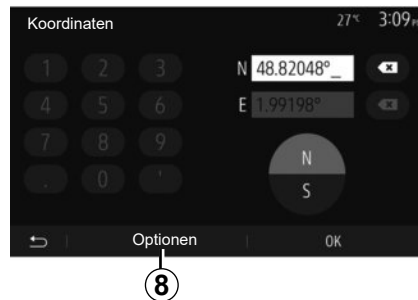 Koordinaten 27°C 3:09
1 2 3 N 48.82048°_
4 5 6 E 1.99198°
7 8 9 N
. 0 ' S
Optionen OK
8